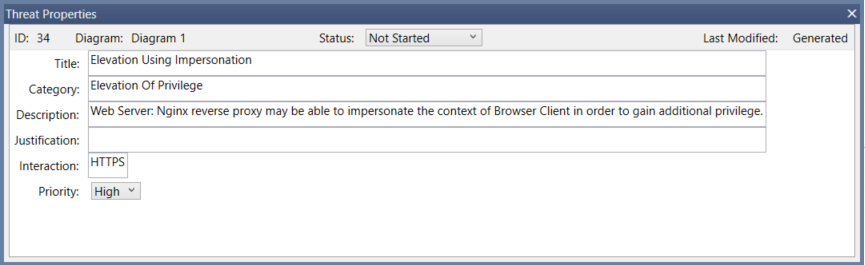 Threat Properties
ID: 34 Diagram: Diagram 1 Status: Not Started Last Modified: Generated
Title: Elevation Using Impersonation
Category: Elevation Of Privilege
Description: Web Server: Nginx reverse proxy may be able to impersonate the context of Browser Client in order to gain additional privilege.
Justification:
Interaction: HTTPS
Priority: High